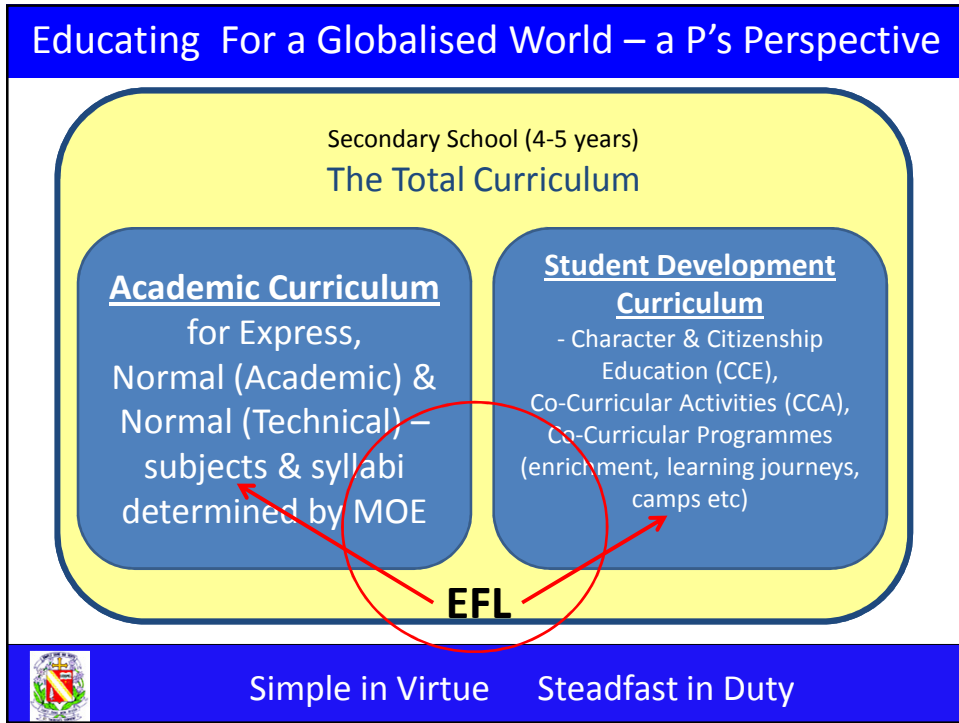 Educating  For a Globalised World – a P's Perspective
Secondary School (4-5 years)
The Total Curriculum
Academic Curriculum
for Express,
Normal (Academic) &
Normal (Technical) –
subjects & syllabi
determined by MOE
Student Development
Curriculum
- Character & Citizenship
Education (CCE),
Co-Curricular Activities (CCA),
Co-Curricular Programmes
(enrichment, learning journeys,
camps etc)
EFL
Simple in Virtue     Steadfast in Duty